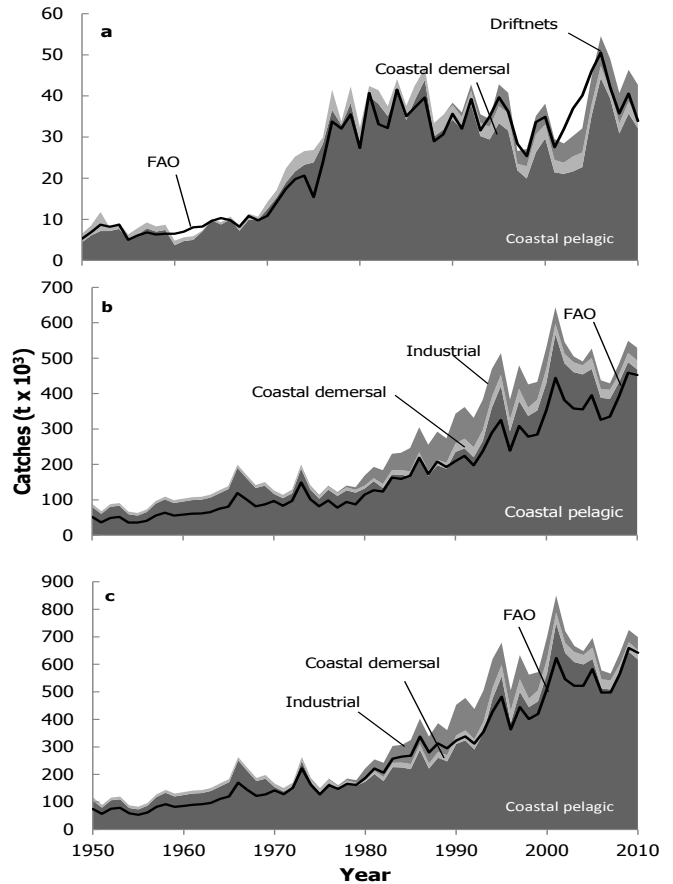 60
a
Driftnets
50
Coastal demersal
40
30
FAO
20
10
Coastal pelagic
0
700
b
FAO
600
Industrial
500
Coastal demersal
400
300
200
100
Coastal pelagic
0
Catches (t x 10³)
900
c
FAO
800
700
Coastal demersal
600
Industrial
500
400
300
200
100
Coastal pelagic
0
1950 1960 1970 1980 1990 2000 2010
Year